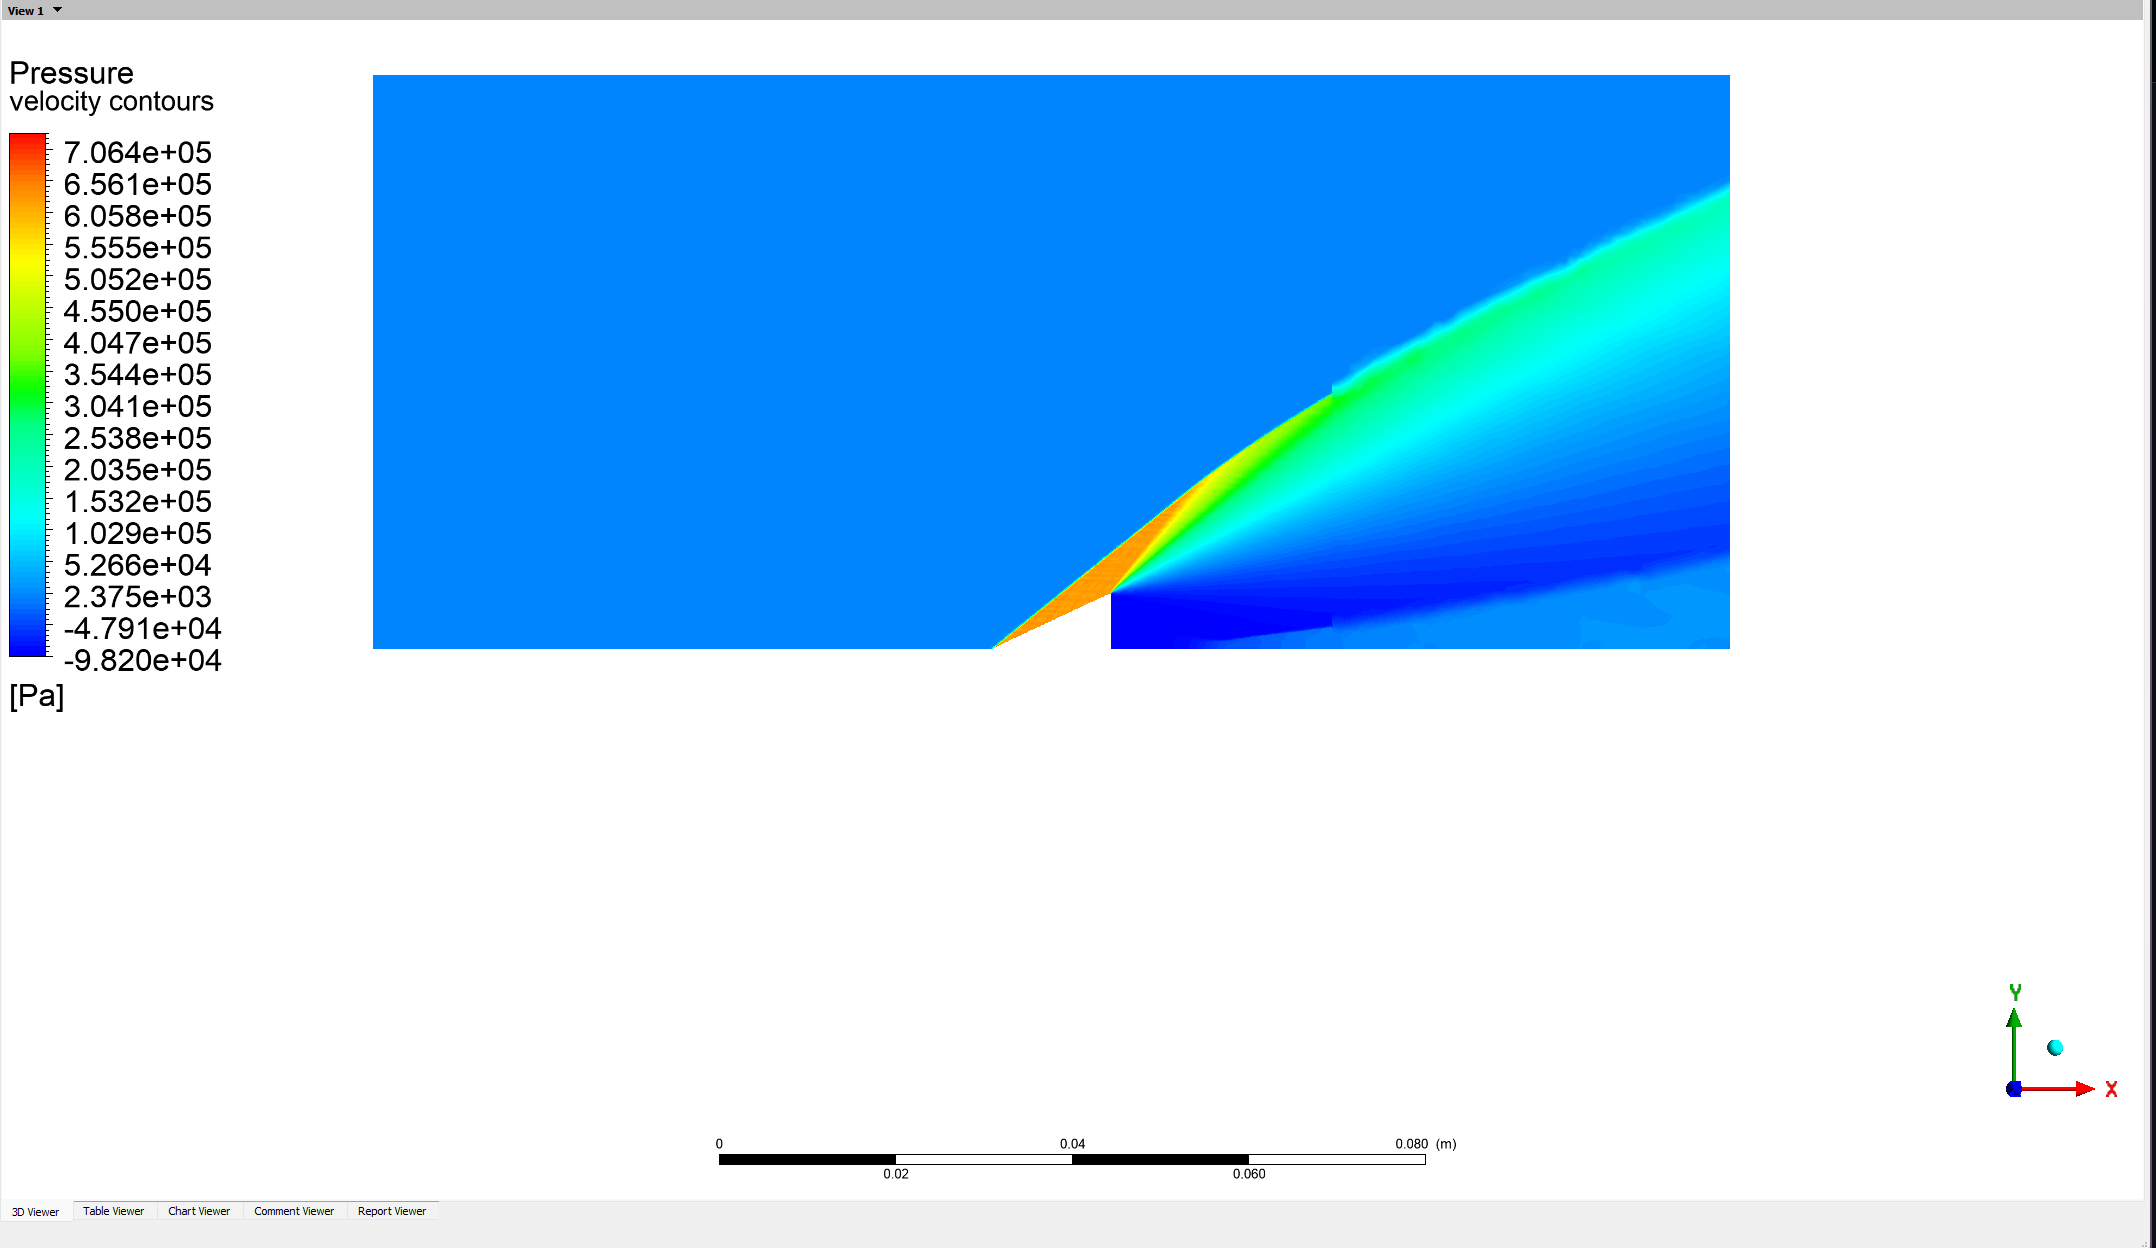 View 1
Pressure
velocity contours
7.064e+05
6.561e+05
6.058e+05
5.555e+05
5.052e+05
4.550e+05
4.047e+05
3.544e+05
3.041e+05
2.538e+05
2.035e+05
1.532e+05
1.029e+05
5.266e+04
2.375e+03
-4.791e+04
-9.820e+04
[Pa]
Y
X
0 0.04 0.080 (m)
0.02 0.060
3D Viewer Table Viewer Chart Viewer Comment Viewer Report Viewer